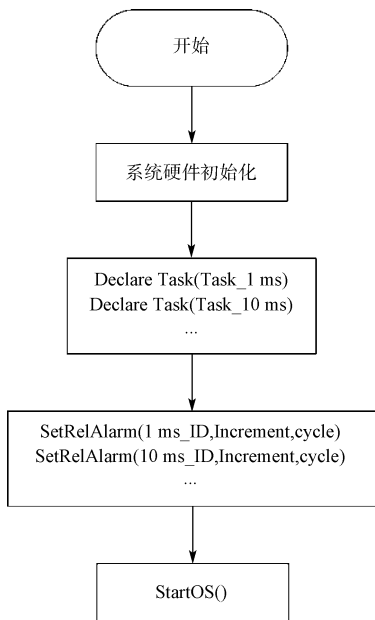 开始
系统硬件初始化
Declare Task(Task_1 ms)
Declare Task(Task_10 ms)
...
SetRelAlarm(1 ms_ID,Increment,cycle)
SetRelAlarm(10 ms_ID,Increment,cycle)
...
StartOS()